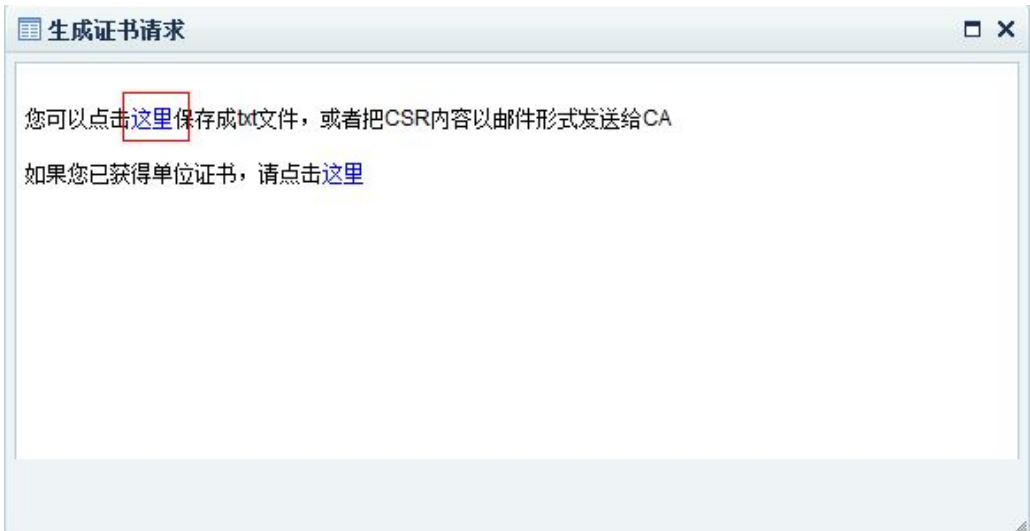 生成证书请求
您可以点击这里保存成txt文件，或者把CSR内容以邮件形式发送给CA
如果您已获得单位证书，请点击这里